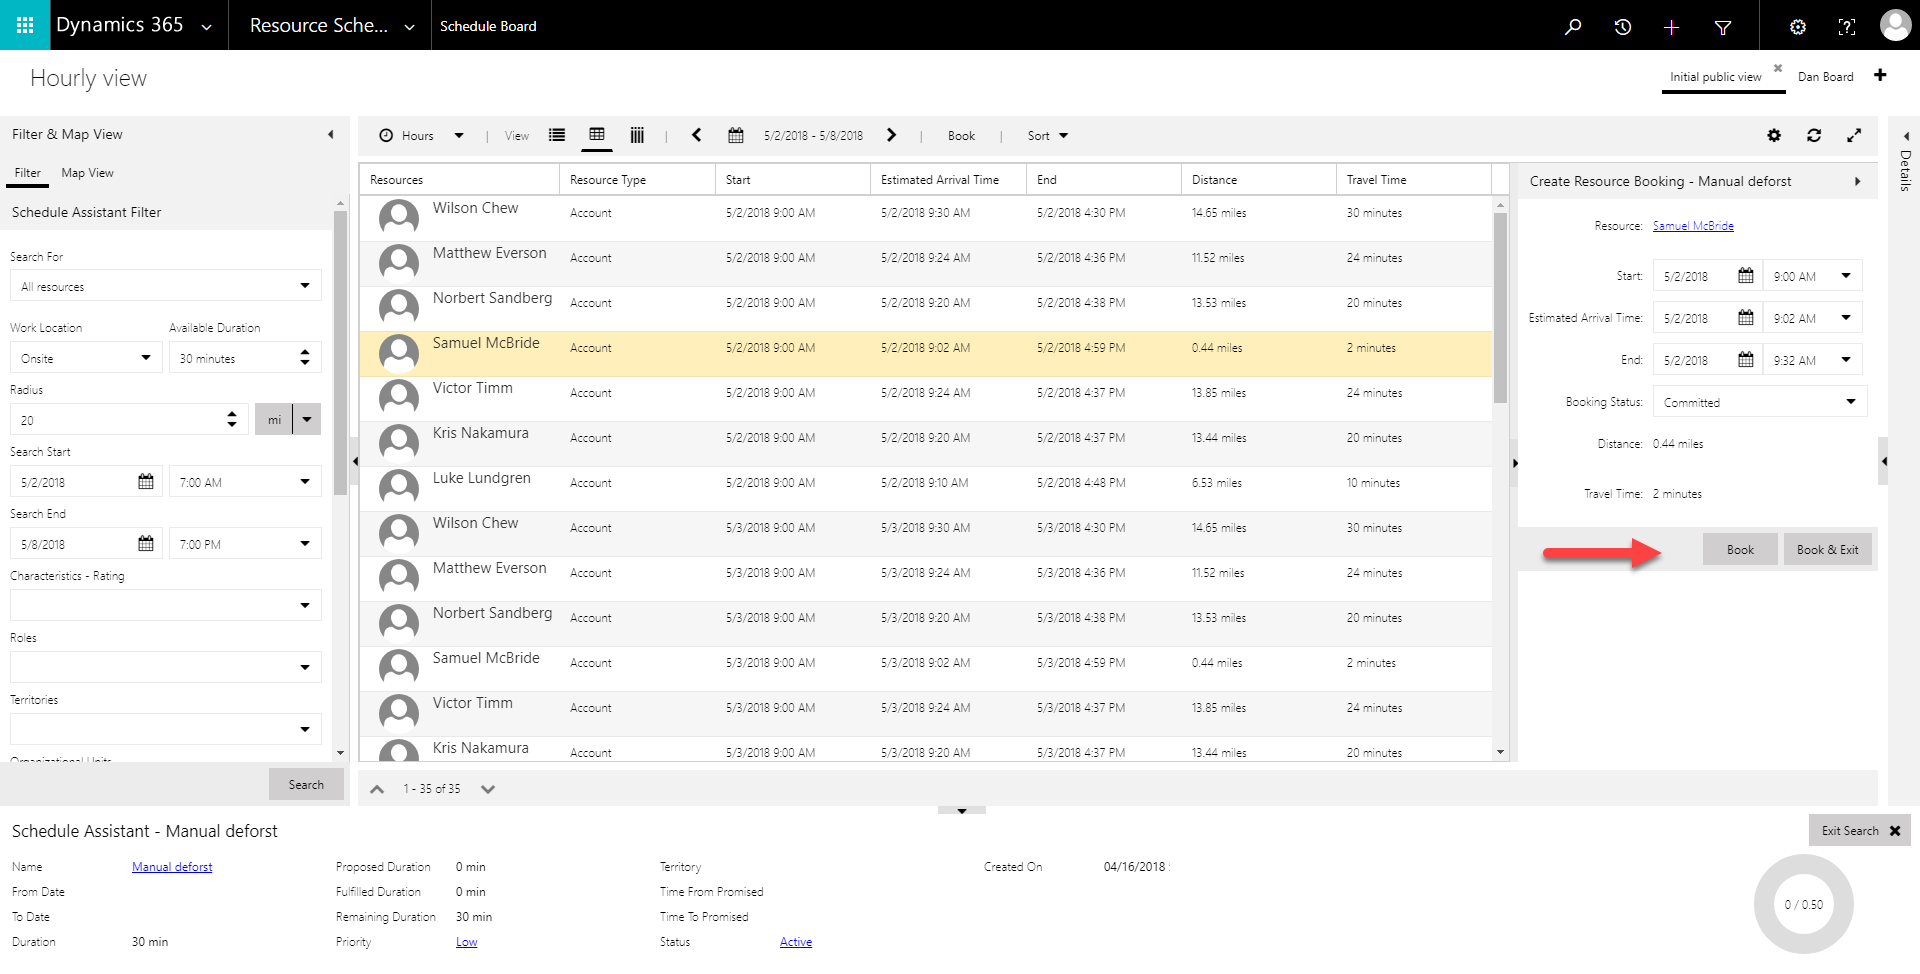 Dynamics 365
Resource Sche...
Schedule Board
Hourly view
Initial public view
Dan Board
Filter & Map View
Filter
Map View
Schedule Assistant Filter
Search For
All resources
Work Location
Available Duration
Onsite
30 minutes
Radius
20
mi
Search Start
5/2/2018
7:00 AM
Search End
5/8/2018
7:00 PM
Characteristics - Rating
Roles
Territories
Organizational Units
Search
Hours
View
5/2/2018 - 5/8/2018
Book
Sort
Resources Resource Type Start Estimated Arrival Time End Distance Travel Time
Wilson Chew Account 5/2/2018 9:00 AM 5/2/2018 9:30 AM 5/2/2018 4:30 PM 14.65 miles 30 minutes
Matthew Everson Account 5/2/2018 9:00 AM 5/2/2018 9:24 AM 5/2/2018 4:36 PM 11.52 miles 24 minutes
Norbert Sandberg Account 5/2/2018 9:00 AM 5/2/2018 9:20 AM 5/2/2018 4:38 PM 13.53 miles 20 minutes
Samuel McBride Account 5/2/2018 9:00 AM 5/2/2018 9:02 AM 5/2/2018 4:59 PM 0.44 miles 2 minutes
Victor Timm Account 5/2/2018 9:00 AM 5/2/2018 9:24 AM 5/2/2018 4:37 PM 13.85 miles 24 minutes
Kris Nakamura Account 5/2/2018 9:00 AM 5/2/2018 9:20 AM 5/2/2018 4:37 PM 13.44 miles 20 minutes
Luke Lundgren Account 5/2/2018 9:00 AM 5/2/2018 9:10 AM 5/2/2018 4:48 PM 6.53 miles 10 minutes
Wilson Chew Account 5/3/2018 9:00 AM 5/3/2018 9:30 AM 5/3/2018 4:30 PM 14.65 miles 30 minutes
Matthew Everson Account 5/3/2018 9:00 AM 5/3/2018 9:24 AM 5/3/2018 4:36 PM 11.52 miles 24 minutes
Norbert Sandberg Account 5/3/2018 9:00 AM 5/3/2018 9:20 AM 5/3/2018 4:38 PM 13.53 miles 20 minutes
Samuel McBride Account 5/3/2018 9:00 AM 5/3/2018 9:02 AM 5/3/2018 4:59 PM 0.44 miles 2 minutes
Victor Timm Account 5/3/2018 9:00 AM 5/3/2018 9:24 AM 5/3/2018 4:37 PM 13.85 miles 24 minutes
Kris Nakamura Account 5/3/2018 9:00 AM 5/3/2018 9:20 AM 5/3/2018 4:37 PM 13.44 miles 20 minutes
1 - 35 of 35
Create Resource Booking - Manual deforst
Resource: Samuel McBride
Start: 5/2/2018 9:00 AM
Estimated Arrival Time: 5/2/2018 9:02 AM
End: 5/2/2018 9:32 AM
Booking Status: Committed
Distance: 0.44 miles
Travel Time: 2 minutes
Book
Book & Exit
Details
Schedule Assistant - Manual deforst
Exit Search
Name Manual deforst Proposed Duration 0 min Territory Created On 04/16/2018
From Date Fulfilled Duration 0 min Time From Promised
To Date Remaining Duration 30 min Time To Promised
Duration 30 min Priority Low Status Active
0 / 0.50